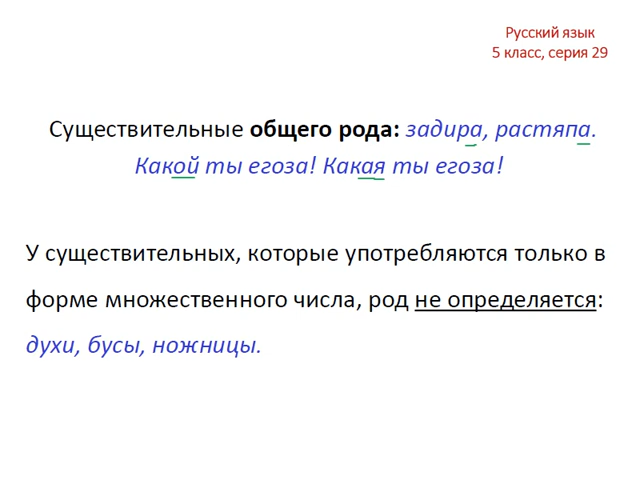 Русский язык
5 класс, серия 29
Существительные общего рода: задира, растяпа.
Какой ты егоза! Какая ты егоза!
У существительных, которые употребляются только в
форме множественного числа, род не определяется:
духи, бусы, ножницы.